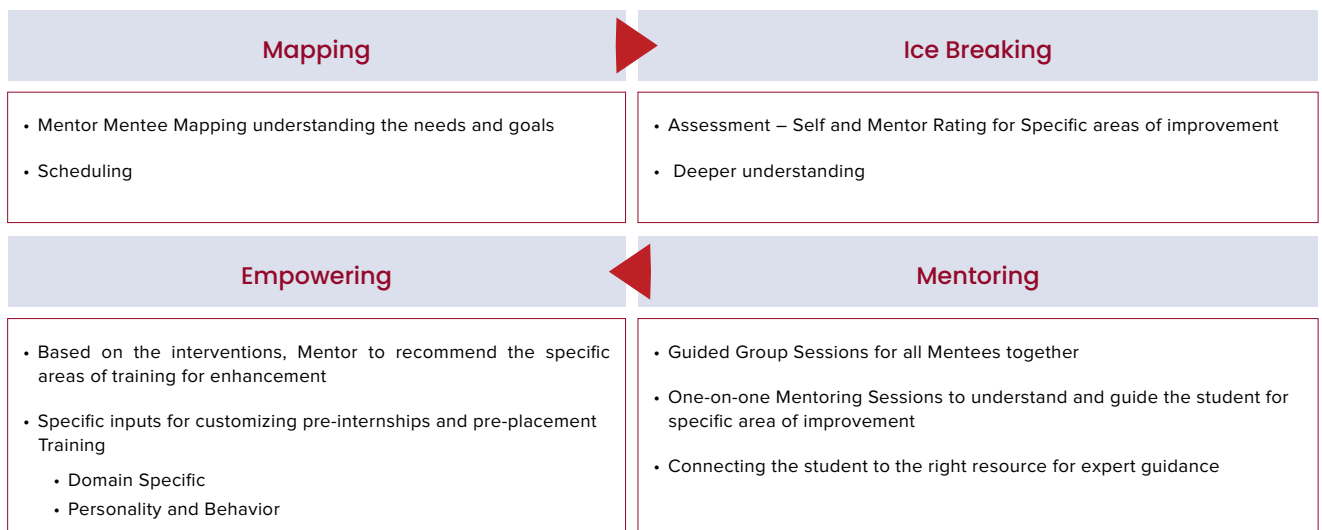 Mapping
• Mentor Mentee Mapping understanding the needs and goals
• Scheduling
Ice Breaking
• Assessment – Self and Mentor Rating for Specific areas of improvement
• Deeper understanding
Mentoring
• Guided Group Sessions for all Mentees together
• One-on-one Mentoring Sessions to understand and guide the student for
specific area of improvement
• Connecting the student to the right resource for expert guidance
Empowering
• Based on the interventions, Mentor to recommend the specific
areas of training for enhancement
• Specific inputs for customizing pre-internships and pre-placement
Training
• Domain Specific
• Personality and Behavior